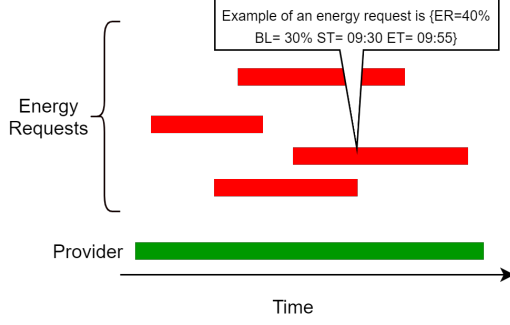 Example of an energy request is {ER=40%
BL= 30% ST= 09:30 ET= 09:55}
Energy
Requests
Provider
Time